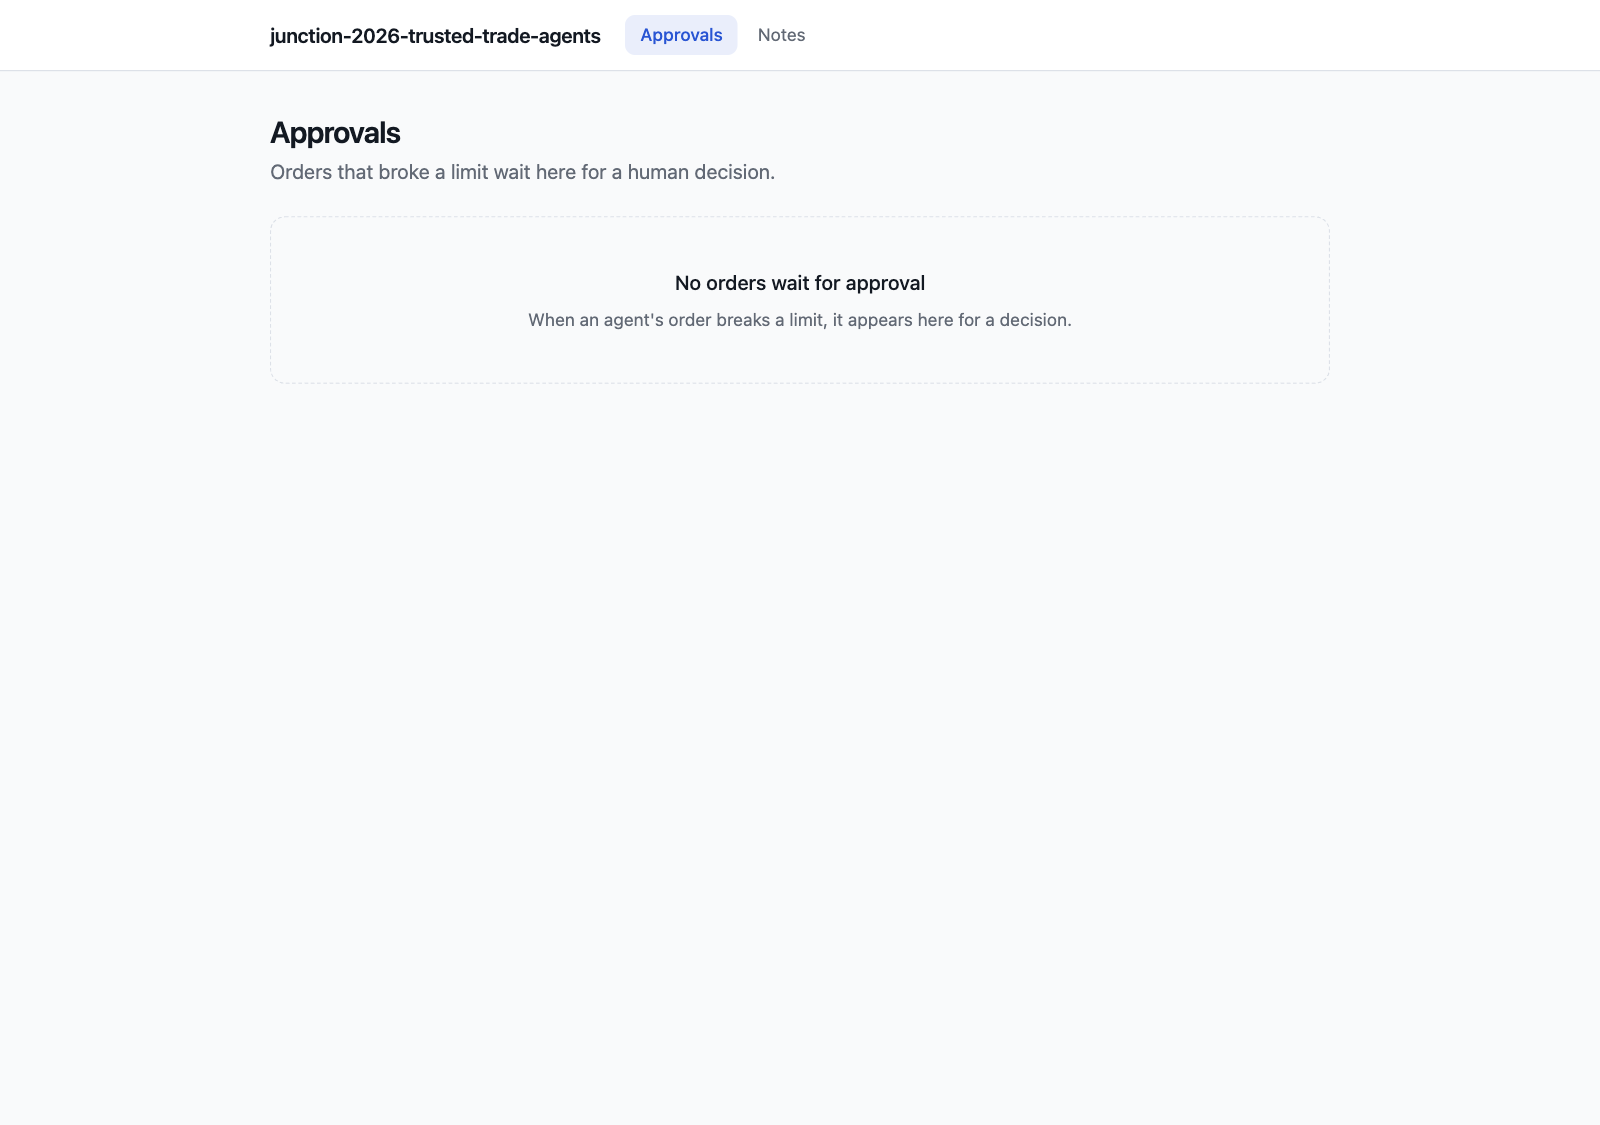 junction-2026-trusted-trade-agents
Approvals
Notes
Approvals
Orders that broke a limit wait here for a human decision.
No orders wait for approval
When an agent's order breaks a limit, it appears here for a decision.